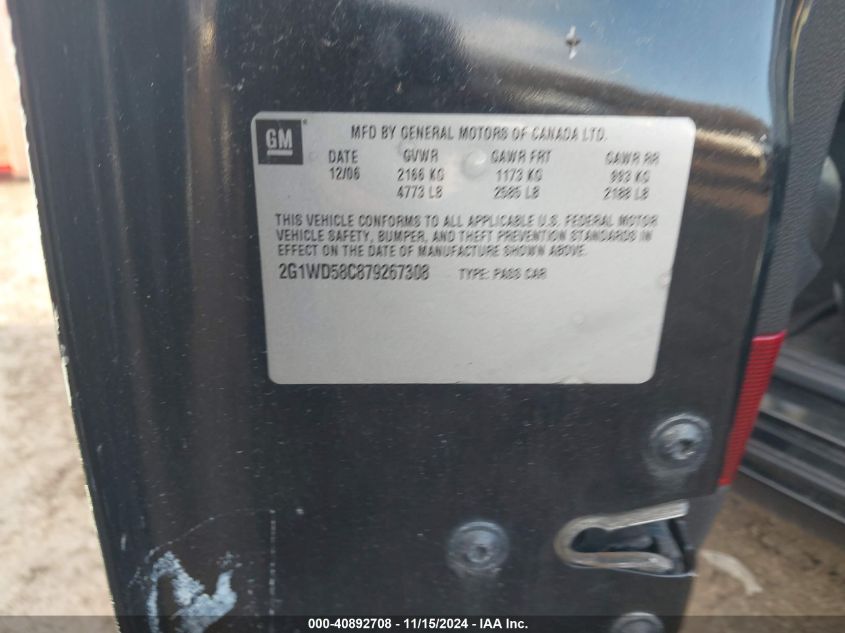 GM ® MFD BY GENERAL MOTORS OF CANADA LTD.
DATE GVWR GAWR FRT GAWR RR
12/06 2166 KG 1173 KG 993 KG
4773 LB 2585 LB 2188 LB
THIS VEHICLE CONFORMS TO ALL APPLICABLE U.S. FEDERAL MOTOR
VEHICLE SAFETY, BUMPER, AND THEFT PREVENTION STANDARDS IN
EFFECT ON THE DATE OF MANUFACTURE SHOWN ABOVE.
2G1WD58C879267308 TYPE: PASS CAR
000-40892708 - 11/15/2024 - IAA Inc.